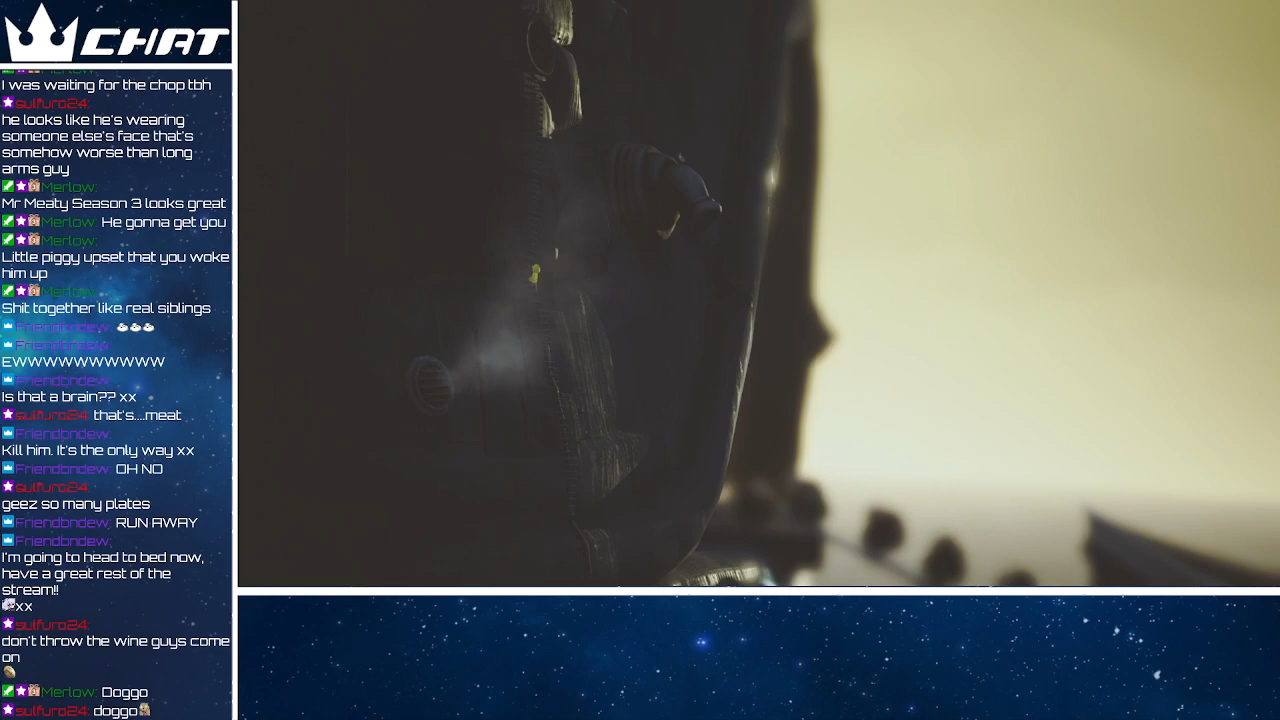 CHAT
Merlow:
I was waiting for the chop tbh
sulfuro24:
he looks like he's wearing
someone else's face that's
somehow worse than long
arms guy
Merlow:
Mr Meaty Season 3 looks great
Merlow: He gonna get you
Merlow:
Little piggy upset that you woke
him up
Merlow:
Shit together like real siblings
Friendbndew:
Friendbndew:
EWWWWWWWWWW
Friendbndew:
Is that a brain?? xx
sulfuro24: that's....meat
Friendbndew:
Kill him. It's the only way xx
Friendbndew: OH NO
sulfuro24:
geez so many plates
Friendbndew: RUN AWAY
Friendbndew:
I'm going to head to bed now,
have a great rest of the
stream!!
xx
sulfuro24:
don't throw the wine guys come
on
Merlow: Doggo
sulfuro24: doggo